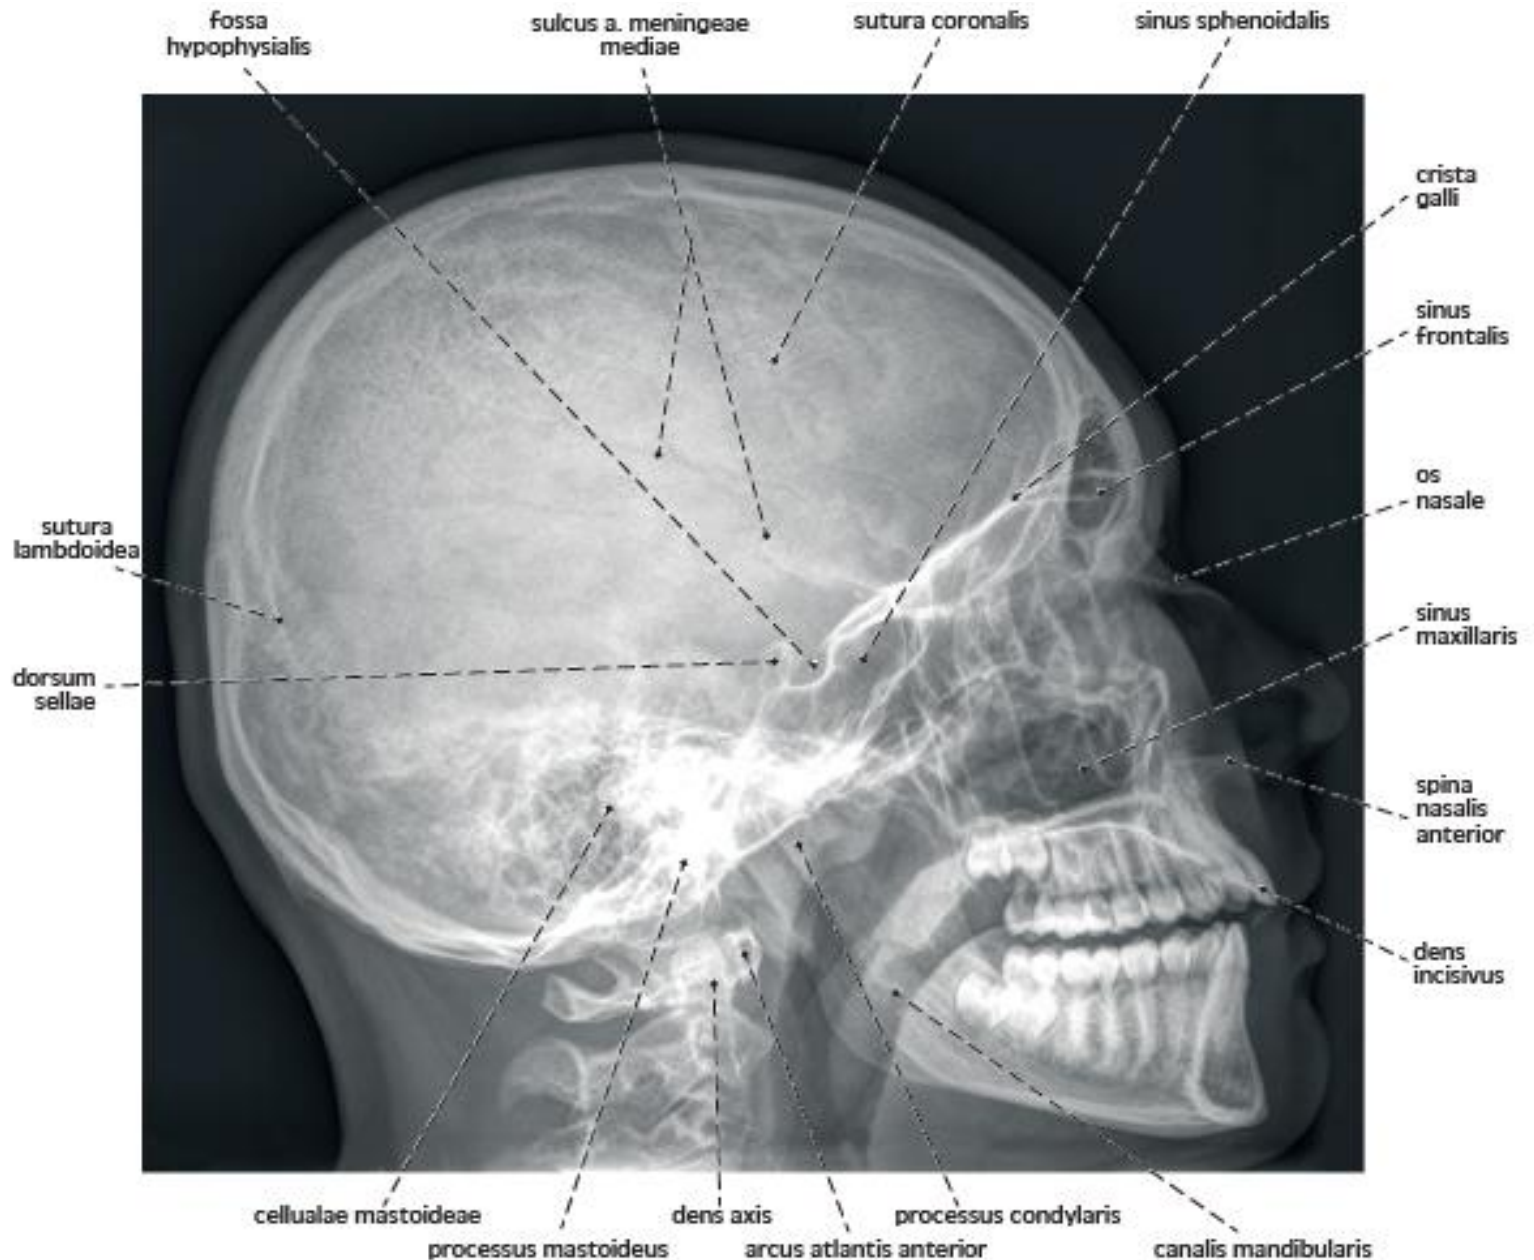 fossa
hypophysialis
sulcus a. meningeae
mediae
sutura coronalis
sinus sphenoidalis
crista
galli
sinus
frontalis
os
nasale
sutura
lambdoidea
sinus
maxillaris
dorsum
sellae
spina
nasalis
anterior
dens
incisivus
cellualae mastoideae
dens axis
processus condylaris
processus mastoideus
arcus atlantis anterior
canalis mandibularis